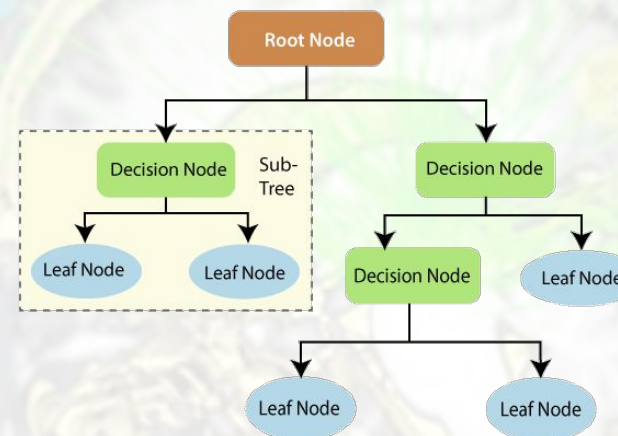 Root Node
Decision Node
Sub-
Tree
Decision Node
Leaf Node
Leaf Node
Decision Node
Leaf Node
Leaf Node
Leaf Node